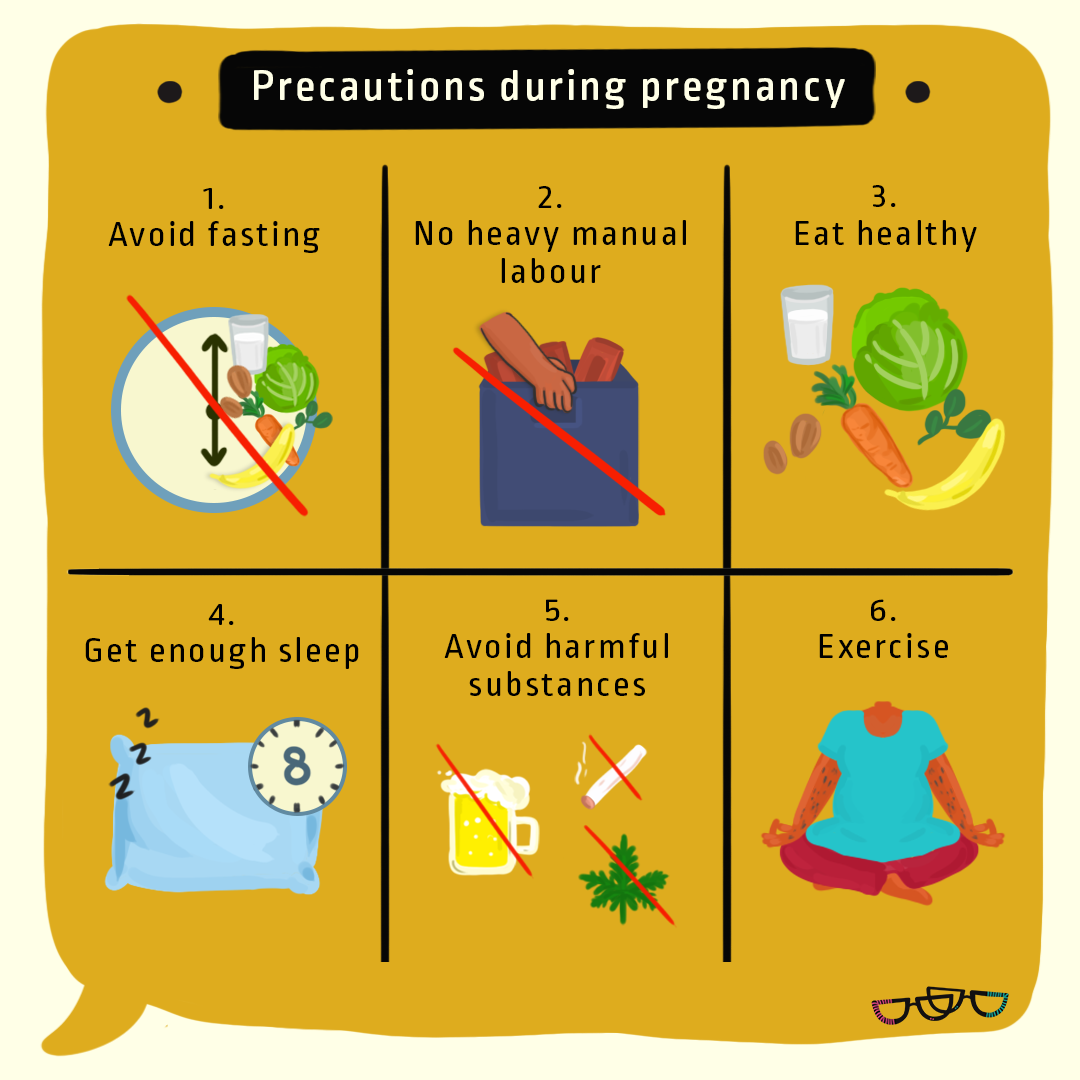 Precautions during pregnancy
1.
Avoid fasting
2.
No heavy manual
labour
3.
Eat healthy
4.
Get enough sleep
z
z
z
8
5.
Avoid harmful
substances
6.
Exercise